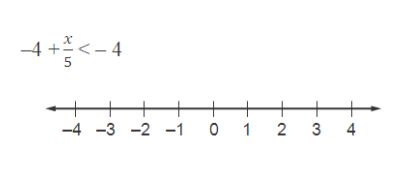 –4 + x/5 < – 4
–4 –3 –2 –1 0 1 2 3 4